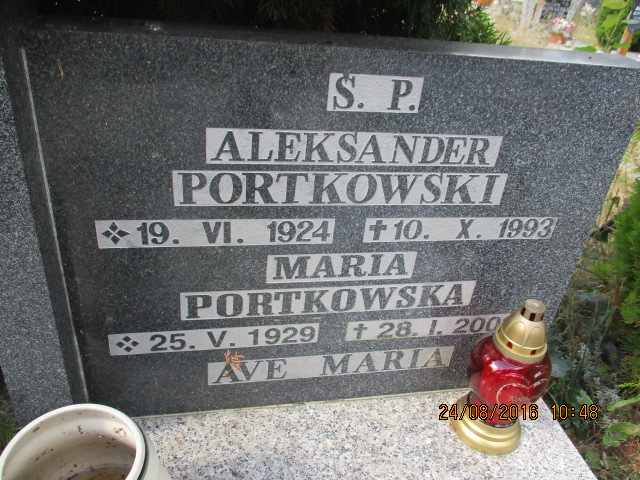 S. P.
ALEKSANDER
PORTKOWSKI
19. VI. 1924 10. X. 1993
MARIA
PORTKOWSKA
25. V. 1929 28. I.
AVE MARIA
24/08/2016 10:48